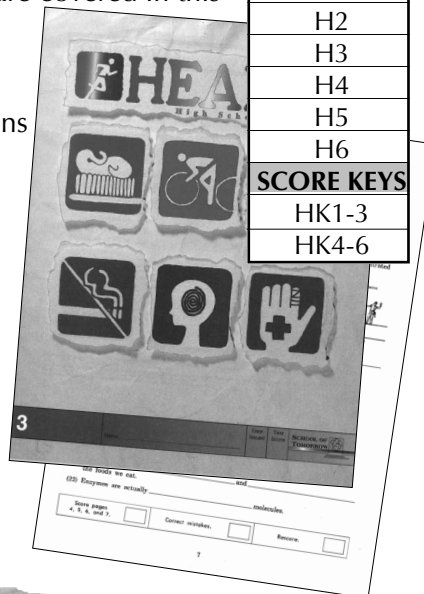 are covered in this
ns
H2
H3
H4
H5
H6
SCORE KEYS
HK1-3
HK4-6
HEA
High Sch
3
Name
Date Issued
Test Score
SCHOOL OF TOMORROW
the foods we eat.
and
(22) Enzymes are actually
molecules.
Score pages
4, 5, 6, and 7.
Correct mistakes.
Rescore.
7